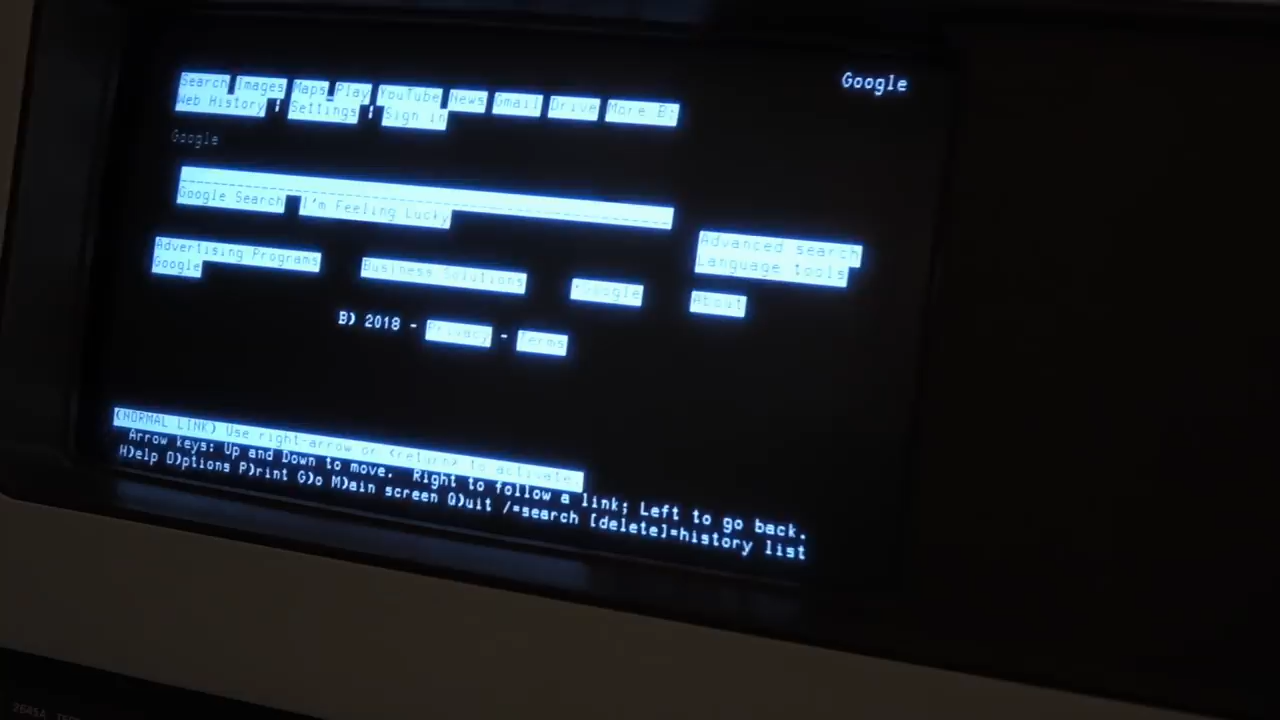 Google
Search Images Maps Play YouTube News Gmail Drive More B;
Web History | Settings | Sign in
Google
Google Search I'm Feeling Lucky
Advanced search
Language tools
Advertising Programs Business Solutions +Google About
Google
B) 2018 - Privacy - Terms
(NORMAL LINK) Use right-arrow or <return> to activate.
Arrow keys: Up and Down to move. Right to follow a link; Left to go back.
H)elp O)ptions P)rint G)o M)ain screen Q)uit /=search [delete]=history list
2645A